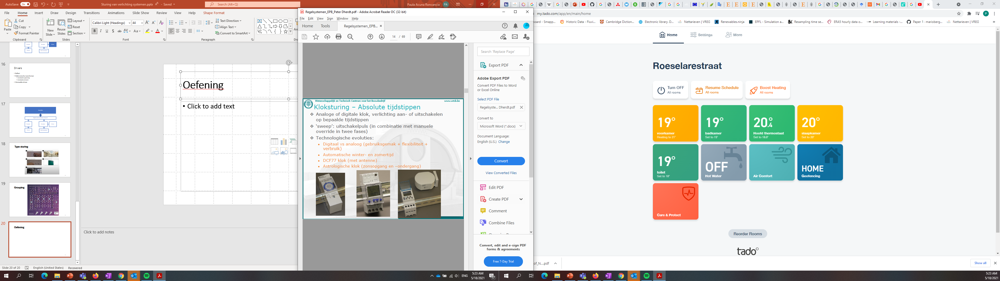 AutoSave On
Sturing van verlichting systemen.pptx - Saved
Search (Alt+Q)
Paula Acuna Roncancio PA
File Home Insert Draw Design Transitions Animations Slide Show Review View Help Shape Format
Paste
Cut
Copy
Format Painter
Clipboard
New Slide
Reuse Slides
Layout
Reset
Section
Slides
Calibri Light (Headings) 44
B I U S ab AV Aa A
Font
Text Direction
Align Text
Convert to SmartArt
Paragraph
16
Drivers
17
18
Type sturing
19
Grouping
20
Oefening
Oefening
• Click to add text
Click to add notes
Slide 20 of 20 English (United States) Recovered
Regelsystemen_EPB_Peter Dherdt.pdf - Adobe Acrobat Reader DC (32-bit)
File Edit View Sign Window Help
Home Tools Regelsystemen_EPB...
14 / 69
Wetenschappelijk en Technisch Centrum voor het Bouwbedrijf www.wtcb.be
Kloksturing – Absolute tijdstippen
Analoge of digitale klok, verlichting aan- of uitschakelen
op bepaalde tijdstippen
'sweep': uitschakelpuls (in combinatie met manuele
override in twee fases)
Technologische evoluties:
• Digitaal vs analoog (gebruiksgemak + flexibiliteit +
verbruik)
• Automatische winter- en zomertijd
• DCF77 klok (met antenne)
• Astrologische klok (zonsopgang en –ondergang)
Search 'Replace Page'
Export PDF
Adobe Export PDF
Convert PDF Files to Word
or Excel Online
Select PDF File
Regelsyste... Dherdt.pdf
Convert to
Microsoft Word (*.docx)
Document Language:
English (U.S.) Change
Convert
View Converted Files
Edit PDF
Create PDF
Comment
Combine Files
Convert, edit and e-sign PDF
forms & agreements
Free 7-Day Trial
ENG
5:23 AM
5/18/2021
my.tado.com/app/en/main/home
board - Smapp... Historic Data - Fluvi... Cambridge Diction... Electronic library. D... Nettarieven | VREG Renewables.ninja EPFL - Simulation a... Resampling time se... ERA5 hourly data o... Learning materials -... Paper 1 · marioberg... Nettarieven | VREG
Home Settings More
Roeselarestraat
Turn OFF
All rooms
Resume Schedule
All rooms
Boost Heating
All rooms
19°
voorkamer
Heating to 21°
19°
badkamer
Set to 15°
20.4°
Hoofd thermostaat
Set to 18.0°
20°
slaapkamer
Set to 20°
19°
toilet
Set to 10°
OFF
Hot Water
Air Comfort
HOME
Geofencing
Care & Protect
Reorder Rooms
tado°
of_N....pdf
Show all
5:23 AM
5/18/2021